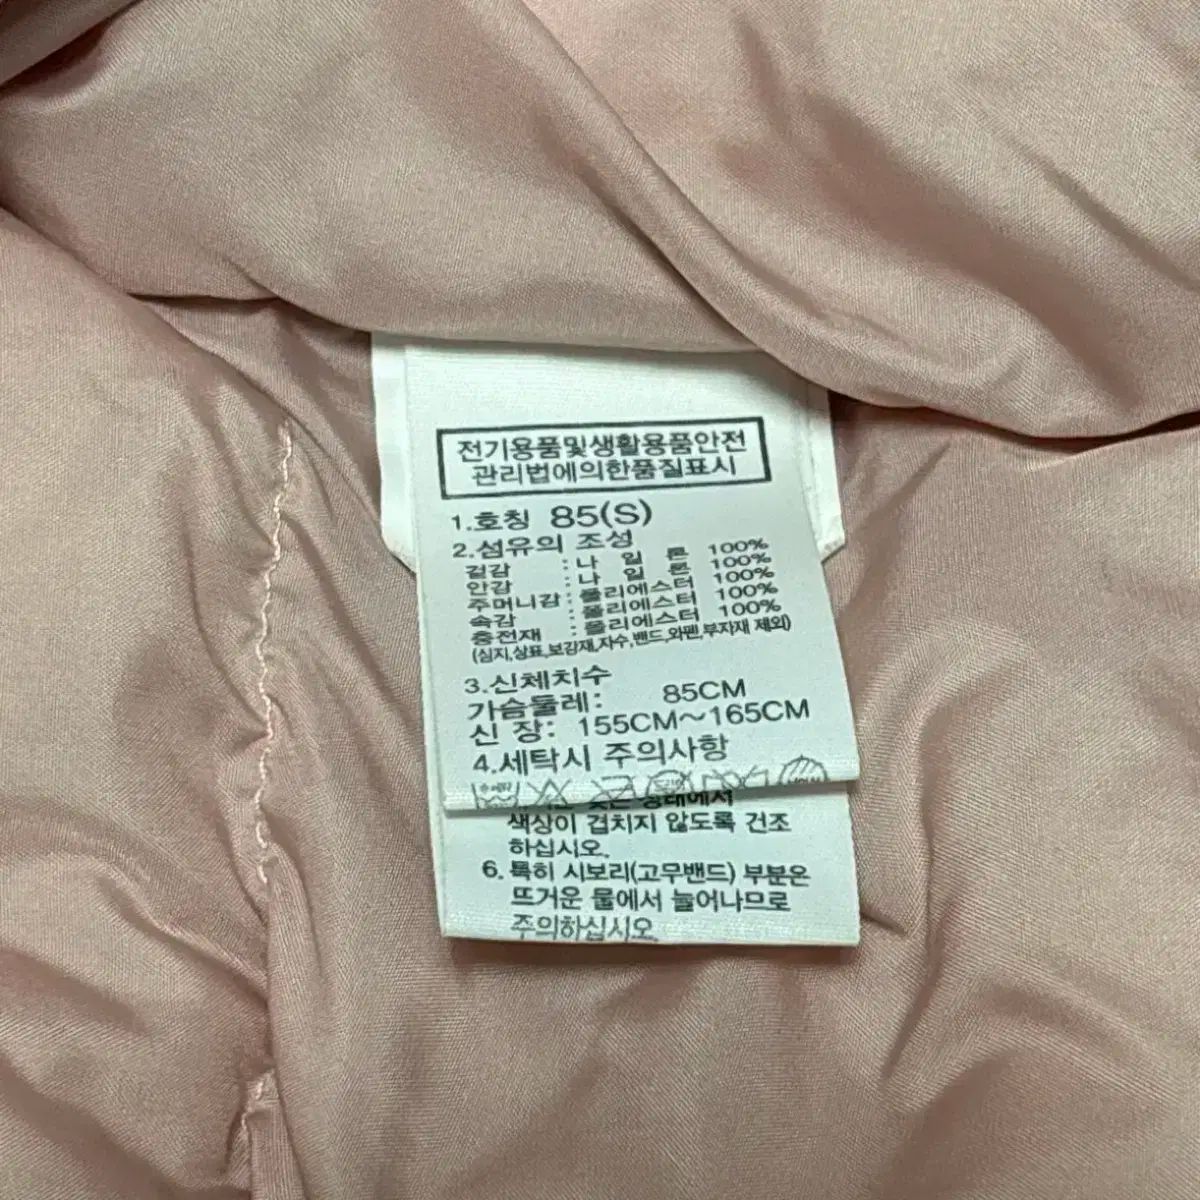 전기용품및생활용품안전
관리법에의한품질표시
1.호칭 85(S)
2.섬유의 조성
겉감 : 나 일 론 100%
안감 : 나 일 론 100%
주머니감 : 폴리에스터 100%
속감 : 폴리에스터 100%
충전재 : 폴리에스터 100%
(심지,상표,보강재,자수,밴드,와펜,부자재 제외)
3.신체치수
가슴둘레: 85CM
신 장: 155CM~165CM
4.세탁시 주의사항
상태에서
색상이 겹치지 않도록 건조
하십시오.
6. 특히 시보리(고무밴드) 부분은
뜨거운 물에서 늘어나므로
주의하십시오.